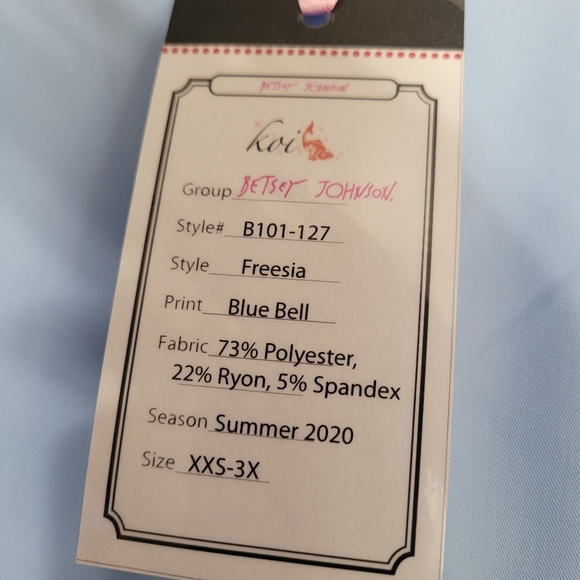 BETSEY JOHNSON
koi
Group BETSEY JOHNSON.
Style# B101-127
Style Freesia
Print Blue Bell
Fabric 73% Polyester,
22% Ryon, 5% Spandex
Season Summer 2020
Size XXS-3X